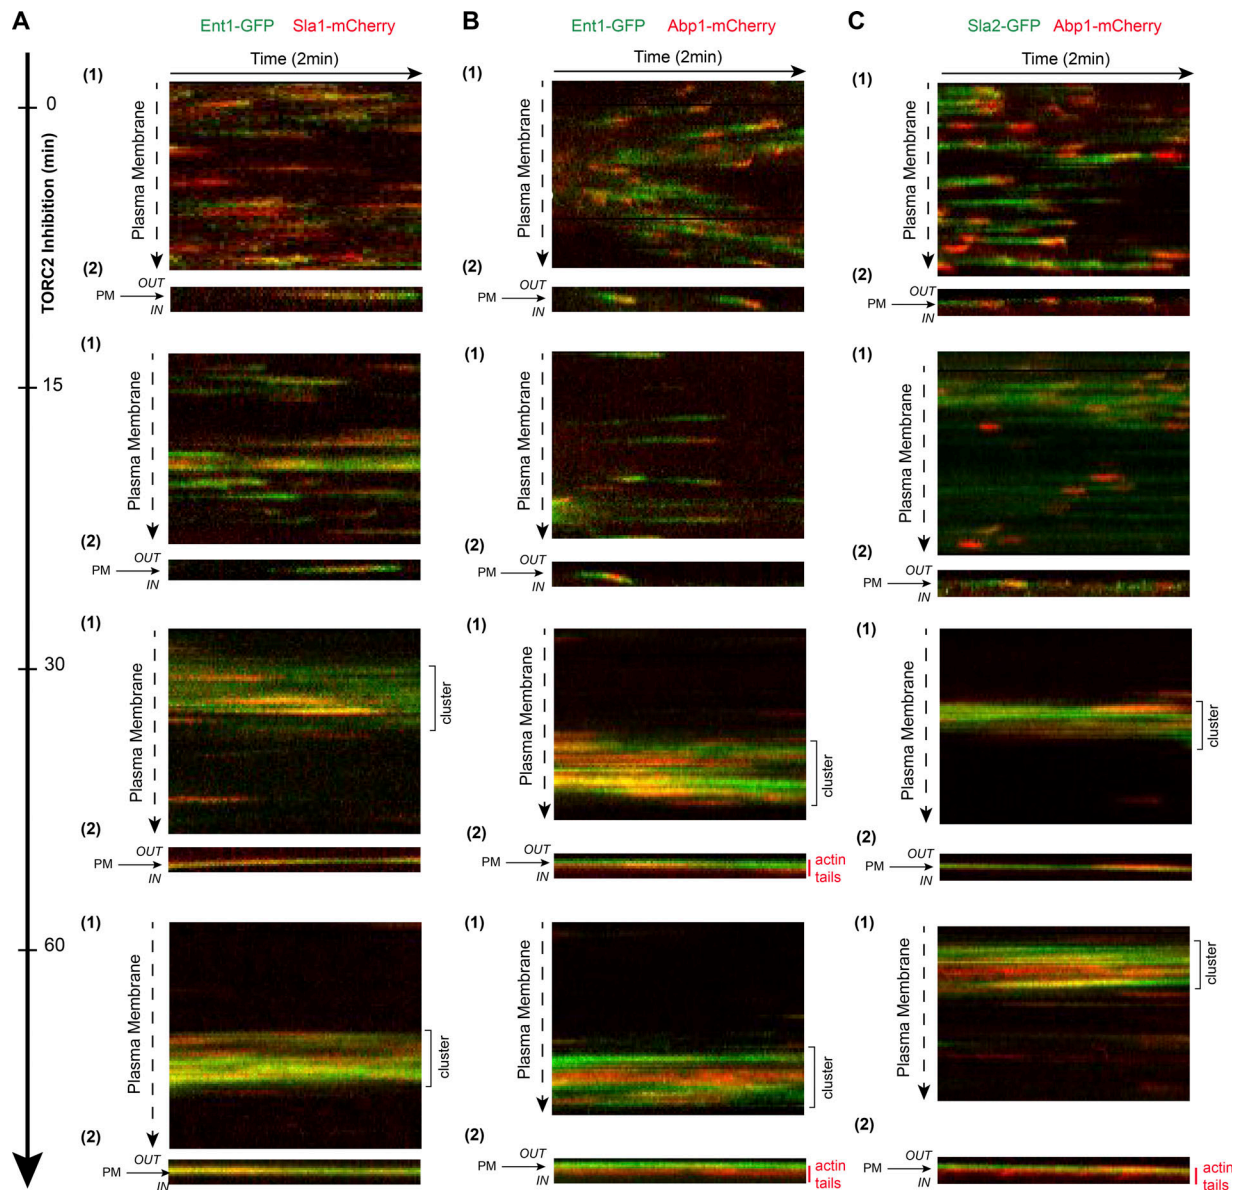 A
Ent1-GFP Sla1-mCherry
B
Ent1-GFP Abp1-mCherry
C
Sla2-GFP Abp1-mCherry
Time (2min)
Time (2min)
Time (2min)
TORC2 Inhibition (min)
0
(1)
Plasma Membrane
(2)
OUT
PM
IN
(1)
Plasma Membrane
(2)
OUT
PM
IN
(1)
Plasma Membrane
(2)
OUT
PM
IN
15
(1)
Plasma Membrane
(2)
OUT
PM
IN
(1)
Plasma Membrane
(2)
OUT
PM
IN
(1)
Plasma Membrane
(2)
OUT
PM
IN
30
(1)
Plasma Membrane
cluster
(2)
OUT
PM
IN
(1)
Plasma Membrane
cluster
(2)
OUT
PM
IN
actin
tails
(1)
Plasma Membrane
cluster
(2)
OUT
PM
IN
60
(1)
Plasma Membrane
cluster
(2)
OUT
PM
IN
(1)
Plasma Membrane
cluster
(2)
OUT
PM
IN
actin
tails
(1)
Plasma Membrane
cluster
(2)
OUT
PM
IN
actin
tails